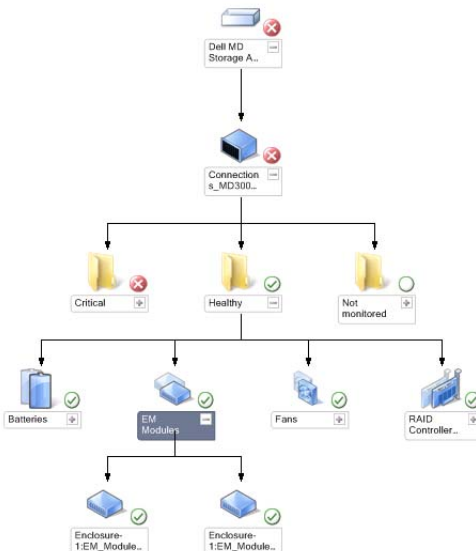 Dell MD
Storage A...
Connection
s_MD300...
Critical
Healthy
Not
monitored
Batteries
EM
Modules
Fans
RAID
Controller...
Enclosure-
1:EM_Module...
Enclosure-
1:EM_Module...